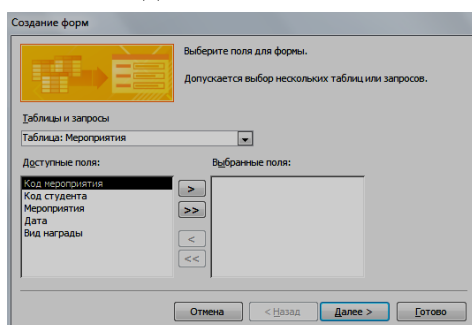 Создание форм
Выберите поля для формы.
Допускается выбор нескольких таблиц или запросов.
Таблицы и запросы
Таблица: Мероприятия
Доступные поля:
Выбранные поля:
Код мероприятия
Код студента
Мероприятия
Дата
Вид награды
>
>>
<
<<
Отмена
< Назад
Далее >
Готово